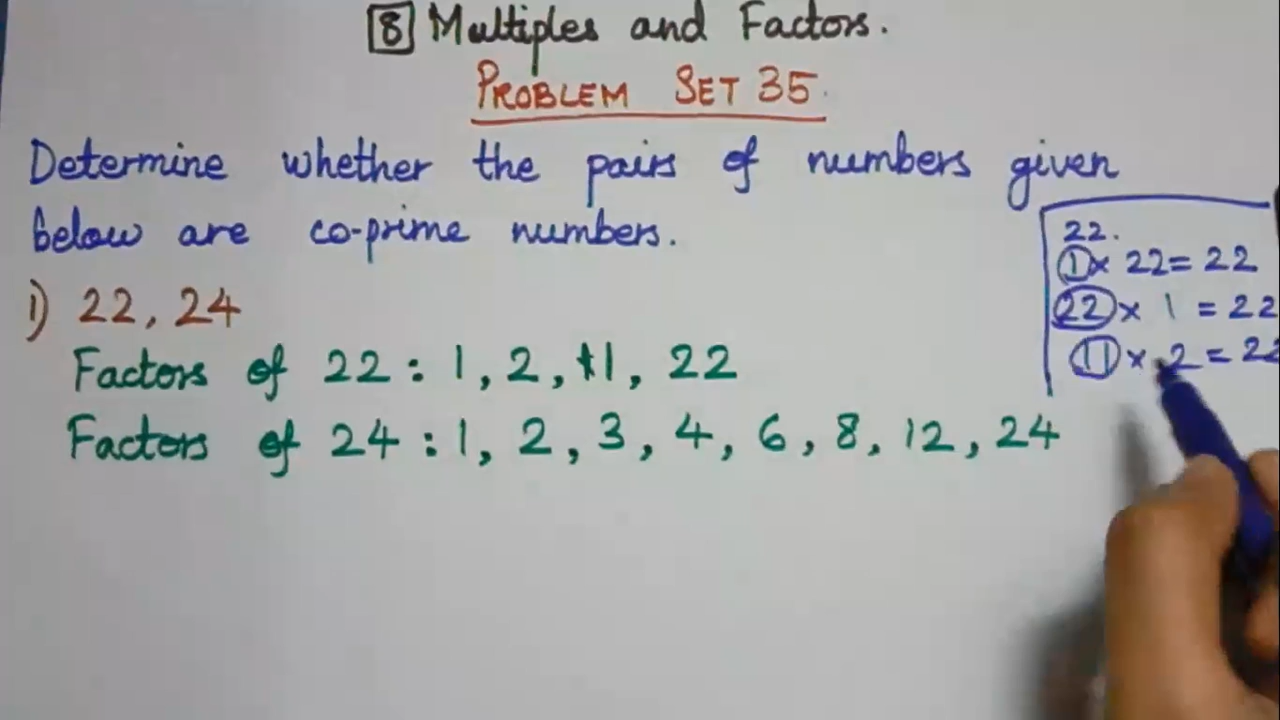 8 Multiples and Factors.
PROBLEM SET 35.
Determine whether the pairs of numbers given
below are co-prime numbers.
1) 22, 24
Factors of 22 : 1, 2, 11, 22
Factors of 24 : 1, 2, 3, 4, 6, 8, 12, 24
22.
1 × 22 = 22
22 × 1 = 22
11 × 2 = 22